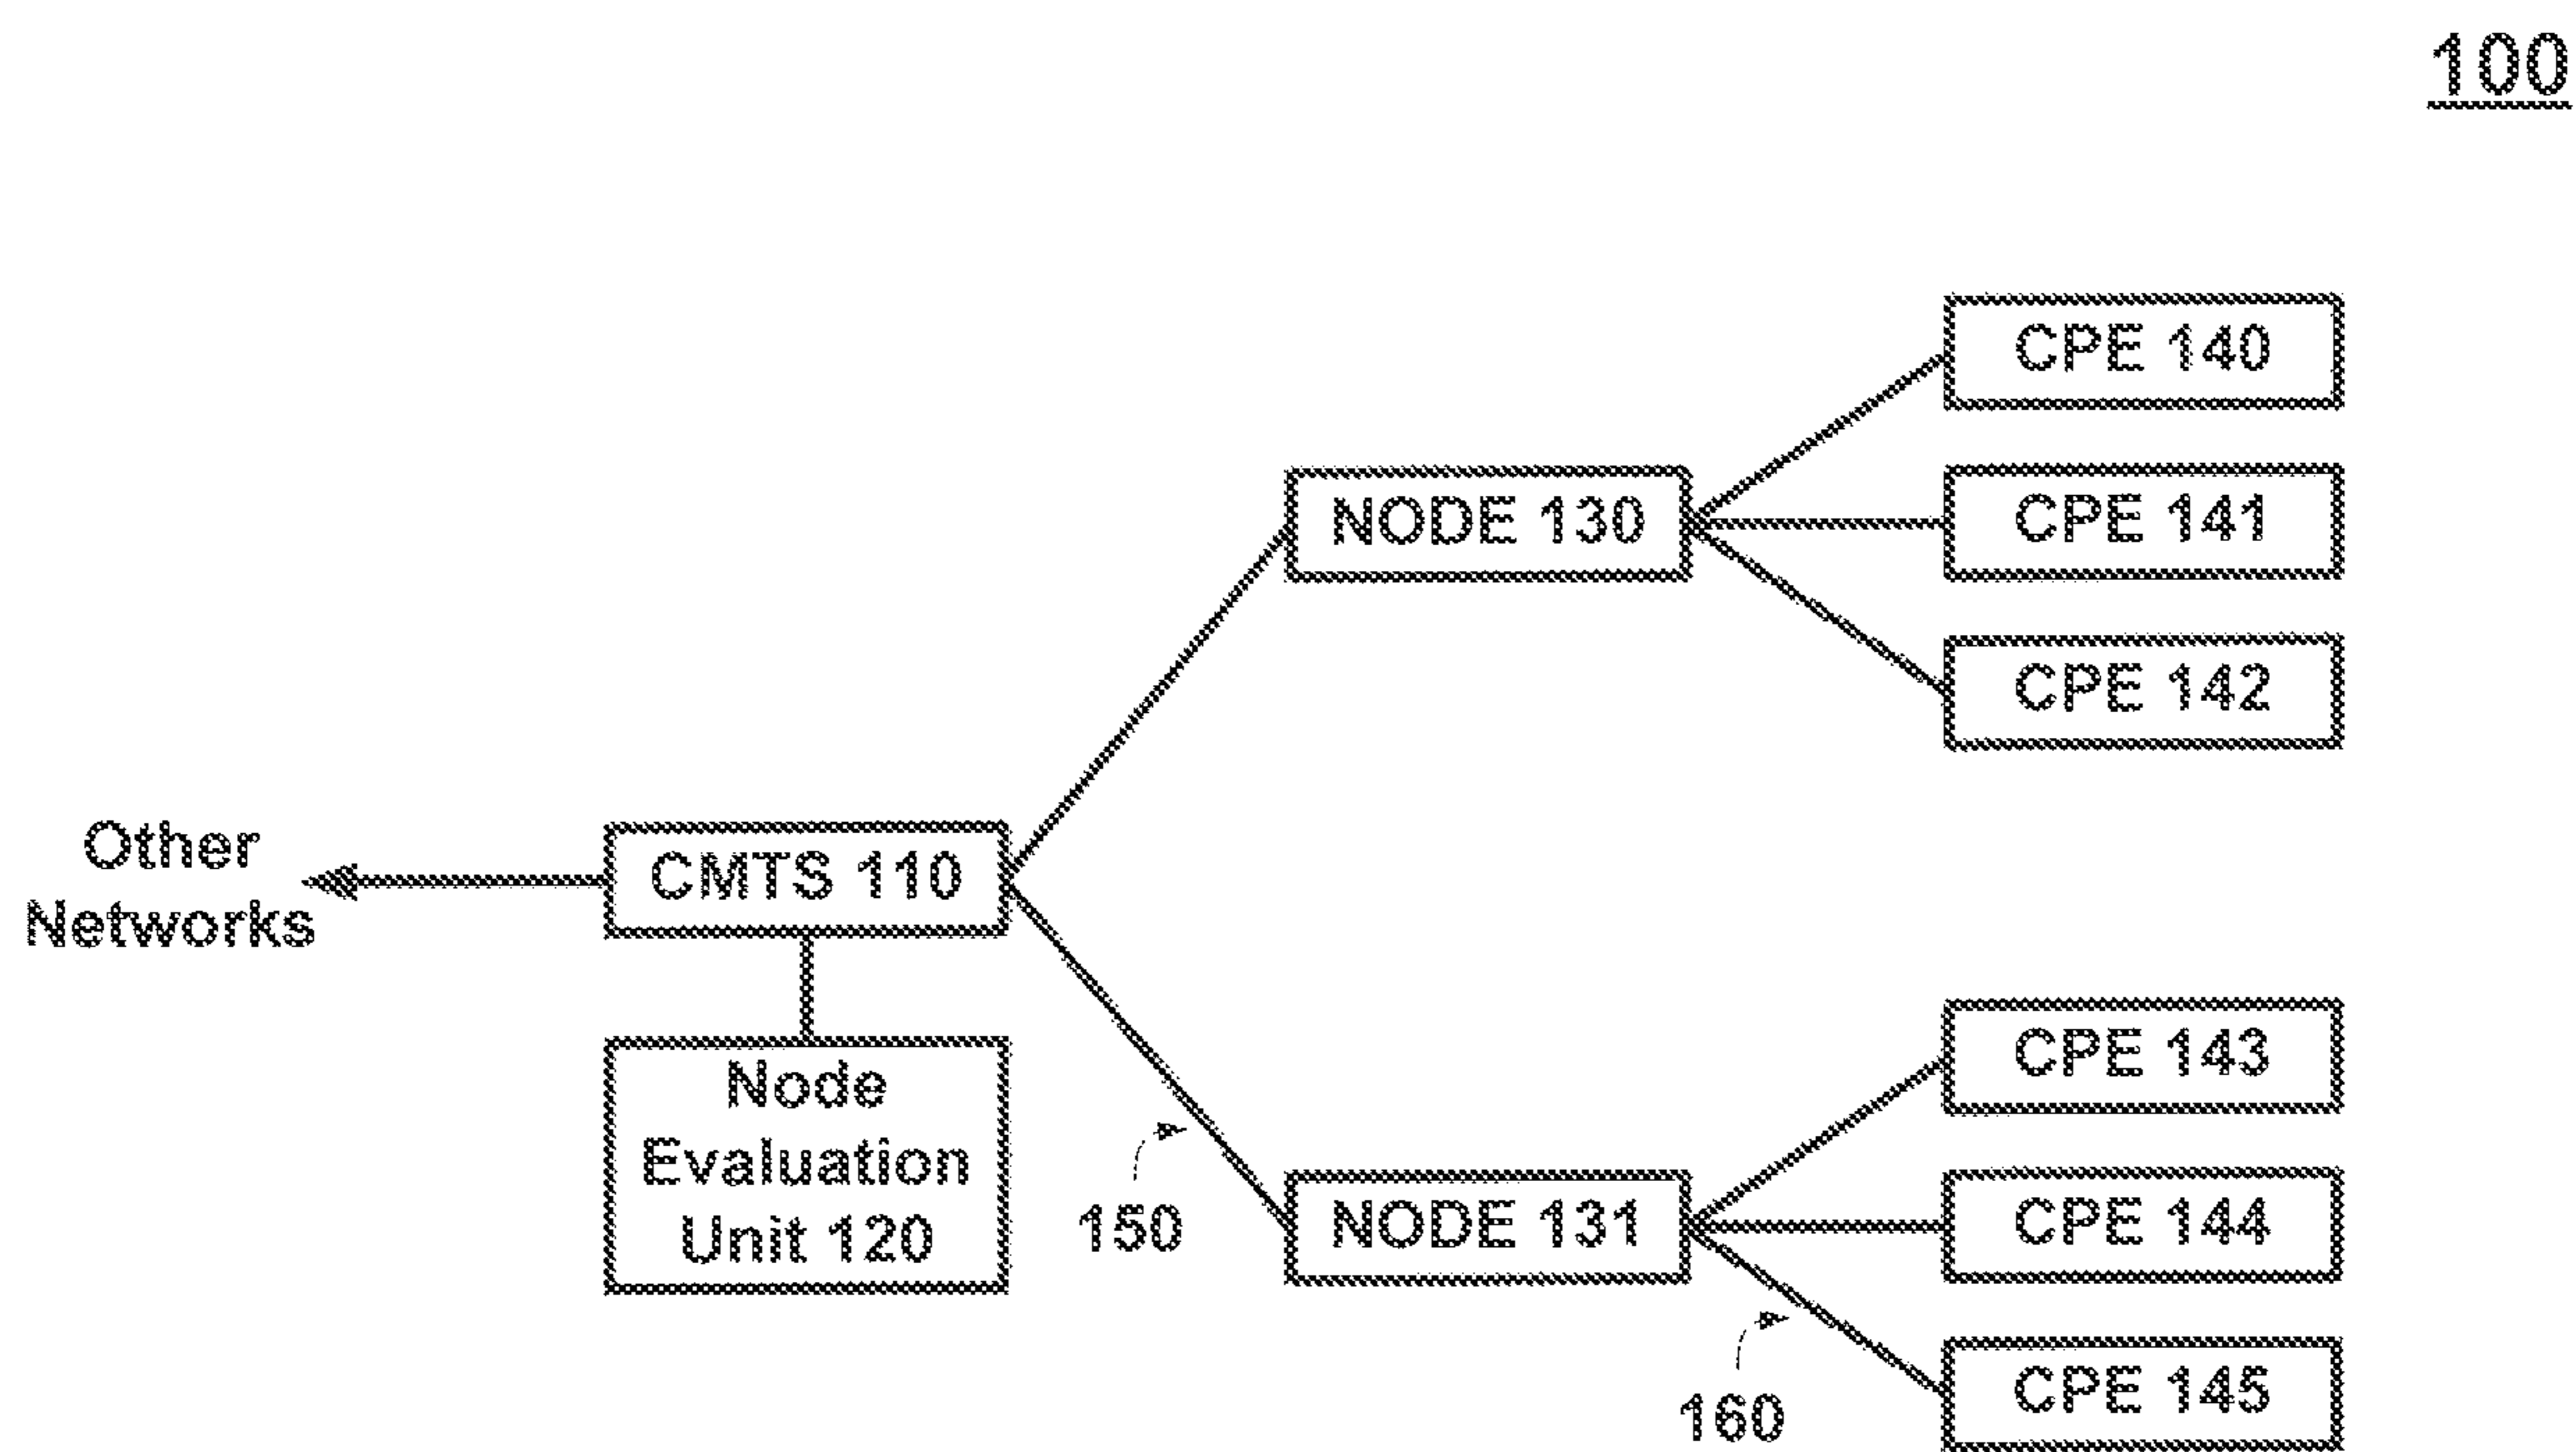 100
CPE 140
NODE 130
CPE 141
CPE 142
Other
Networks
CMTS 110
Node
Evaluation
Unit 120
150
NODE 131
CPE 143
CPE 144
160
CPE 145